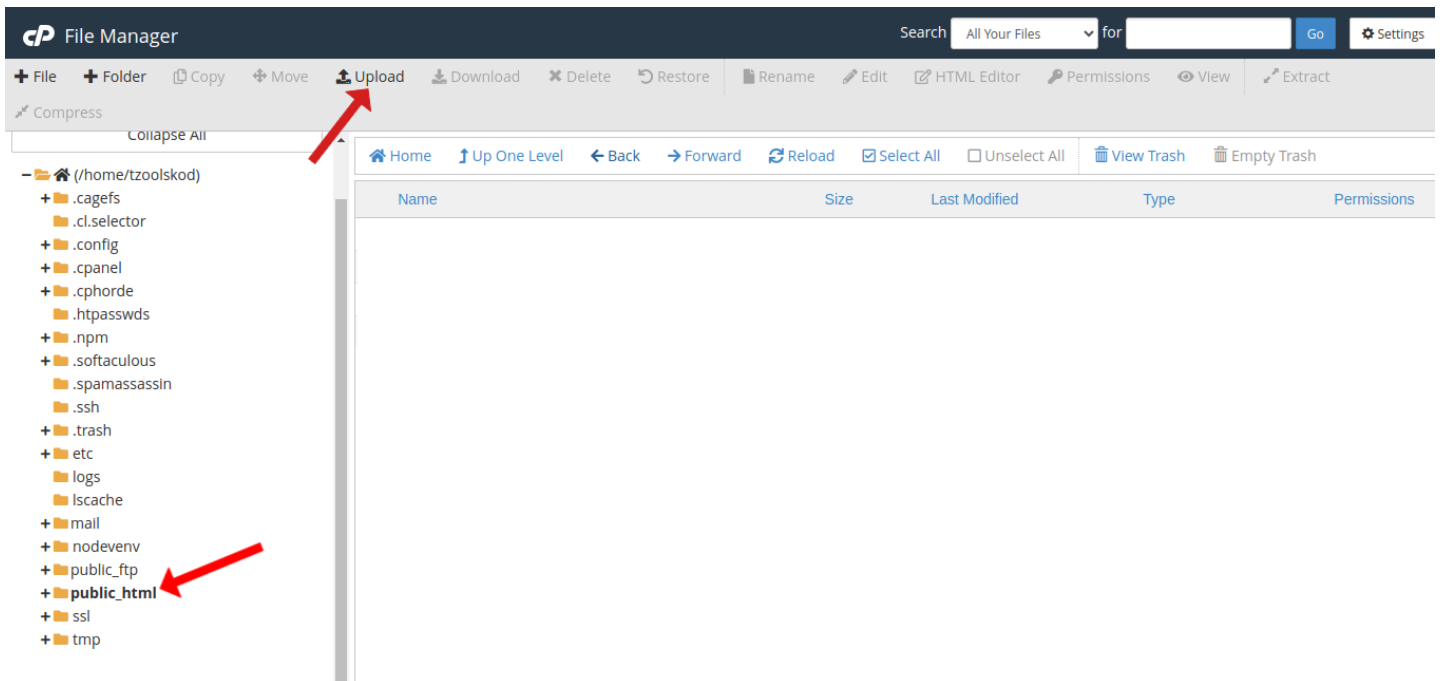 cP File Manager
Search All Your Files for Go Settings
File Folder Copy Move Upload Download Delete Restore Rename Edit HTML Editor Permissions View Extract
Compress
Collapse All
Home Up One Level Back Forward Reload Select All Unselect All View Trash Empty Trash
Name Size Last Modified Type Permissions
(/home/tzoolskod)
.cagefs
.cl.selector
.config
.cpanel
.cphorde
.htpasswds
.npm
.softaculous
.spamassassin
.ssh
.trash
etc
logs
lscache
mail
nodevenv
public_ftp
public_html
ssl
tmp